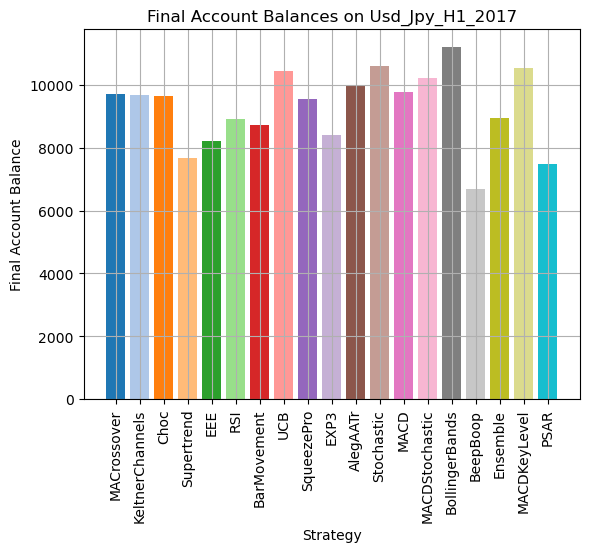 Final Account Balances on Usd_Jpy_H1_2017
Final Account Balance
10000
8000
6000
4000
2000
0
MACrossover
KeltnerChannels
Choc
Supertrend
EEE
RSI
BarMovement
UCB
SqueezePro
EXP3
AlegAATr
Stochastic
MACD
MACDStochastic
BollingerBands
BeepBoop
Ensemble
MACDKeyLevel
PSAR
Strategy